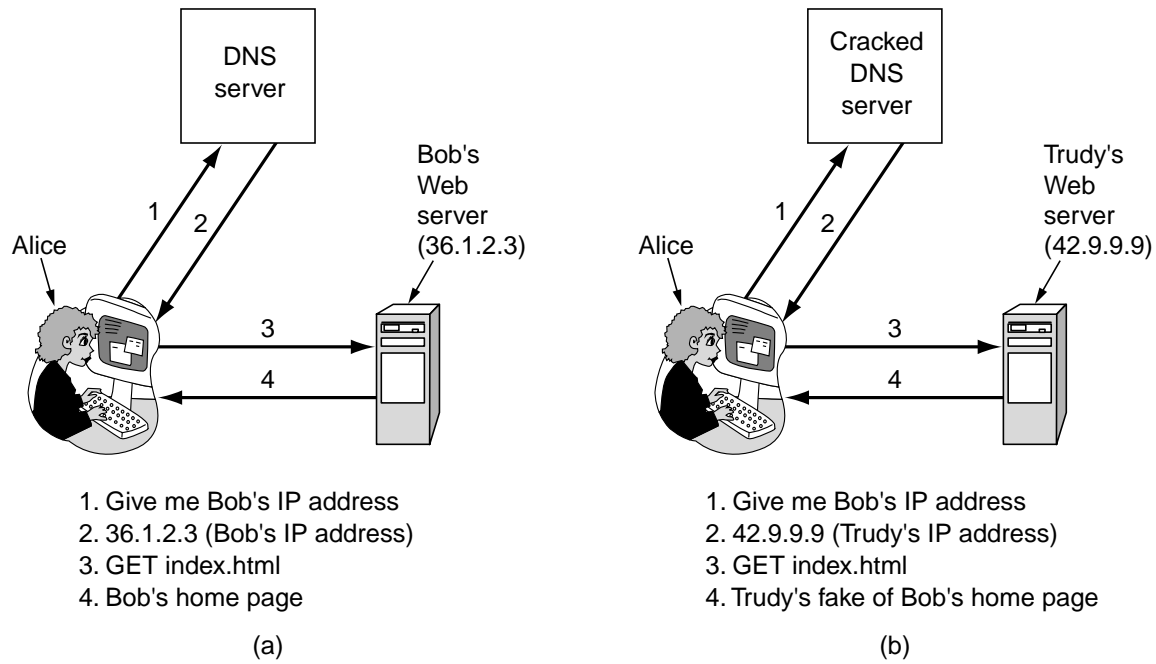 DNS
server
Bob's
Web
server
(36.1.2.3)
Alice
1
2
3
4
1. Give me Bob's IP address
2. 36.1.2.3 (Bob's IP address)
3. GET index.html
4. Bob's home page
(a)
Cracked
DNS
server
Trudy's
Web
server
(42.9.9.9)
Alice
1
2
3
4
1. Give me Bob's IP address
2. 42.9.9.9 (Trudy's IP address)
3. GET index.html
4. Trudy's fake of Bob's home page
(b)